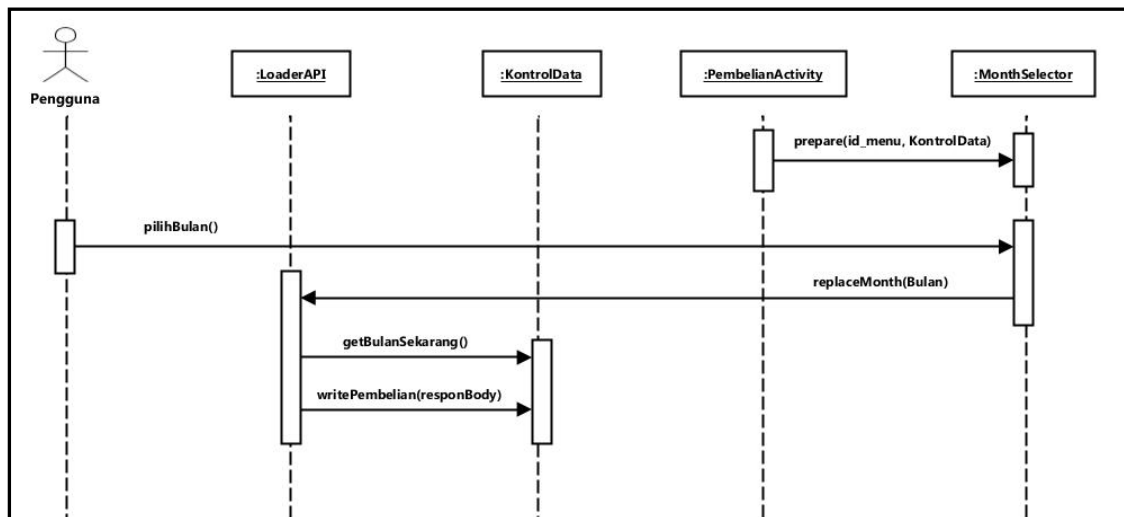 :LoaderAPI
:KontrolData
:PembelianActivity
:MonthSelector
Pengguna
prepare(id_menu, KontrolData)
pilihBulan()
replaceMonth(Bulan)
getBulanSekarang()
writePembelian(responBody)